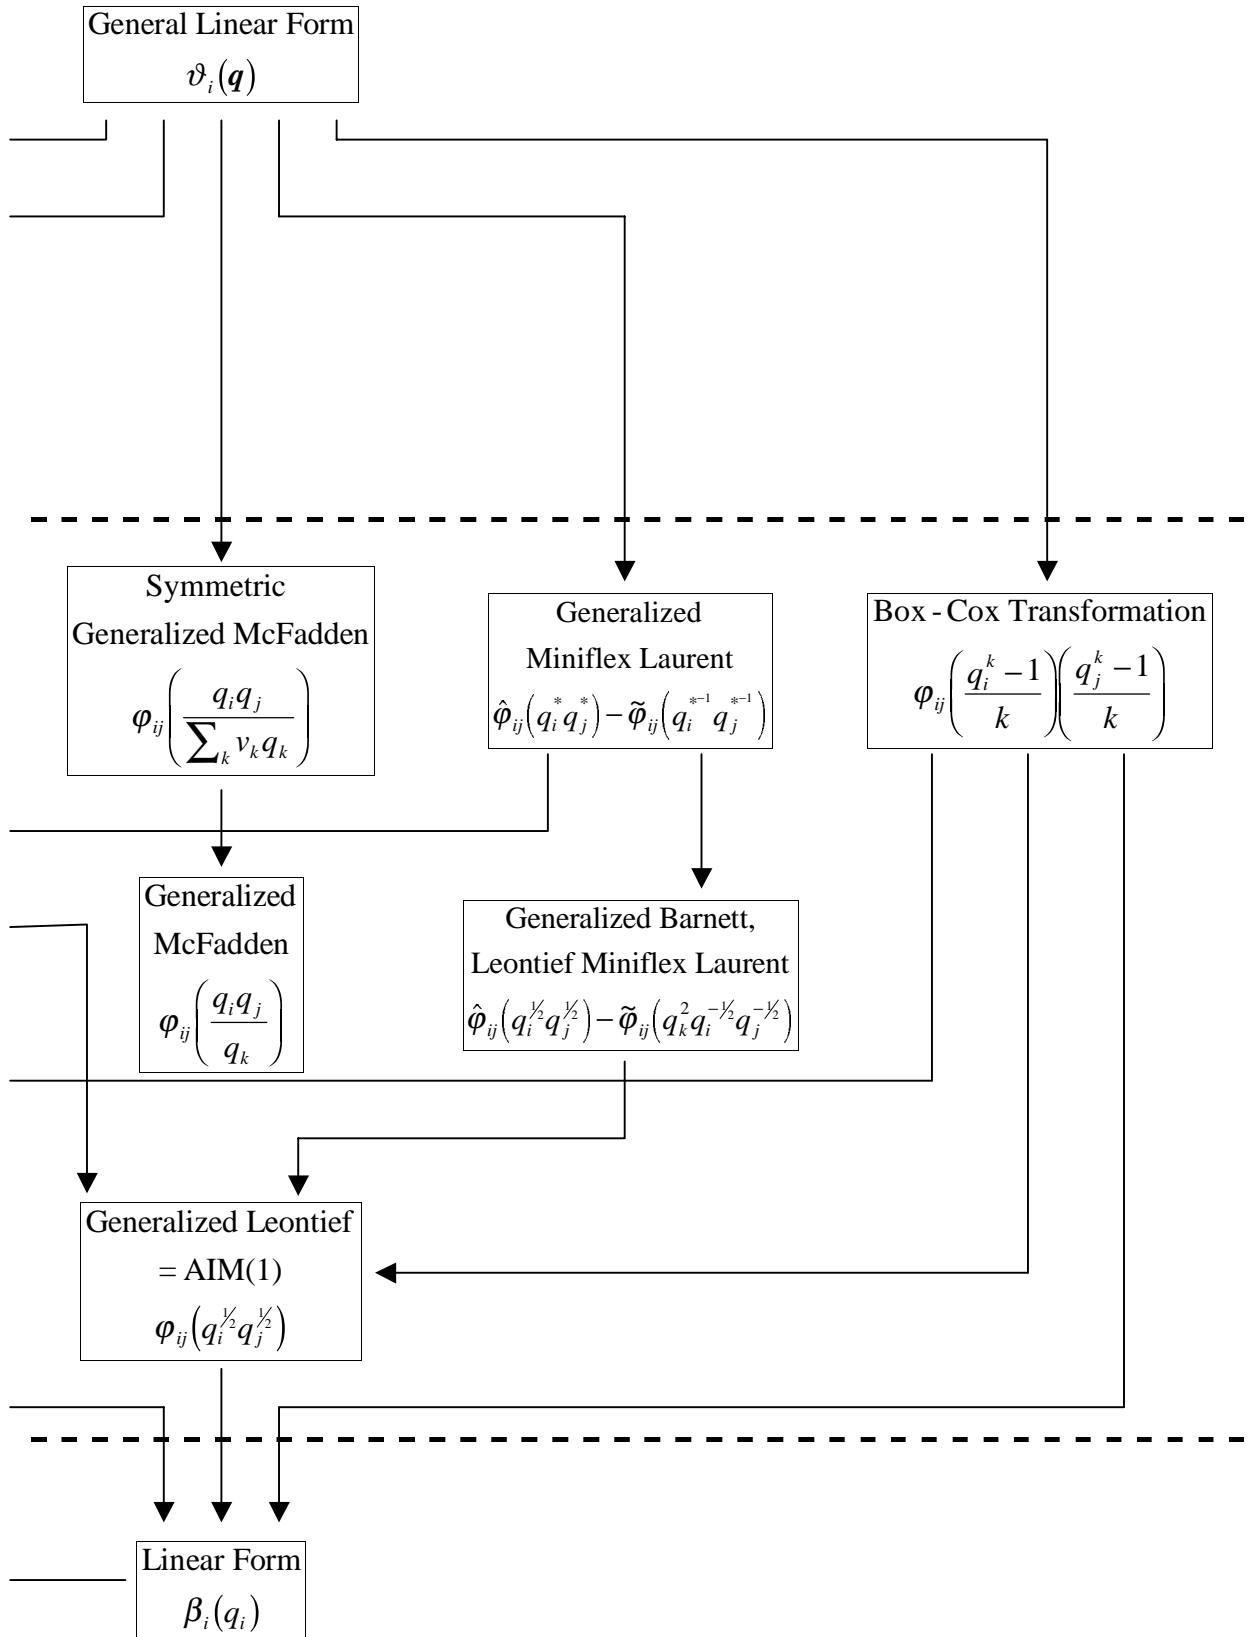 General Linear Form
ϑ_i(q)
Symmetric
Generalized McFadden
φ_ij(q_i q_j / ∑_k v_k q_k)
Generalized
Miniflex Laurent
φ̂_ij(q_i^* q_j^*) − φ̃_ij(q_i^{*-1} q_j^{*-1})
Box - Cox Transformation
φ_ij((q_i^k − 1)/k)((q_j^k − 1)/k)
Generalized
McFadden
φ_ij(q_i q_j / q_k)
Generalized Barnett,
Leontief Miniflex Laurent
φ̂_ij(q_i^{1/2} q_j^{1/2}) − φ̃_ij(q_k^2 q_i^{-1/2} q_j^{-1/2})
Generalized Leontief
= AIM(1)
φ_ij(q_i^{1/2} q_j^{1/2})
Linear Form
β_i(q_i)